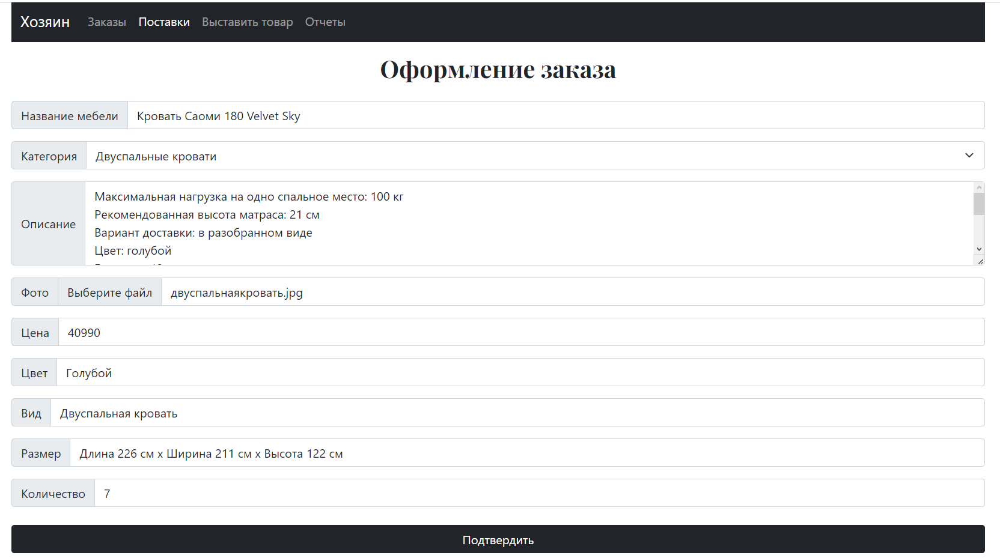 Хозяин Заказы Поставки Выставить товар Отчеты
Оформление заказа
Название мебели Кровать Саоми 180 Velvet Sky
Категория Двуспальные кровати
Описание
Максимальная нагрузка на одно спальное место: 100 кг
Рекомендованная высота матраса: 21 см
Вариант доставки: в разобранном виде
Цвет: голубой
Фото Выберите файл двуспальнаякровать.jpg
Цена 40990
Цвет Голубой
Вид Двуспальная кровать
Размер Длина 226 см x Ширина 211 см x Высота 122 см
Количество 7
Подтвердить